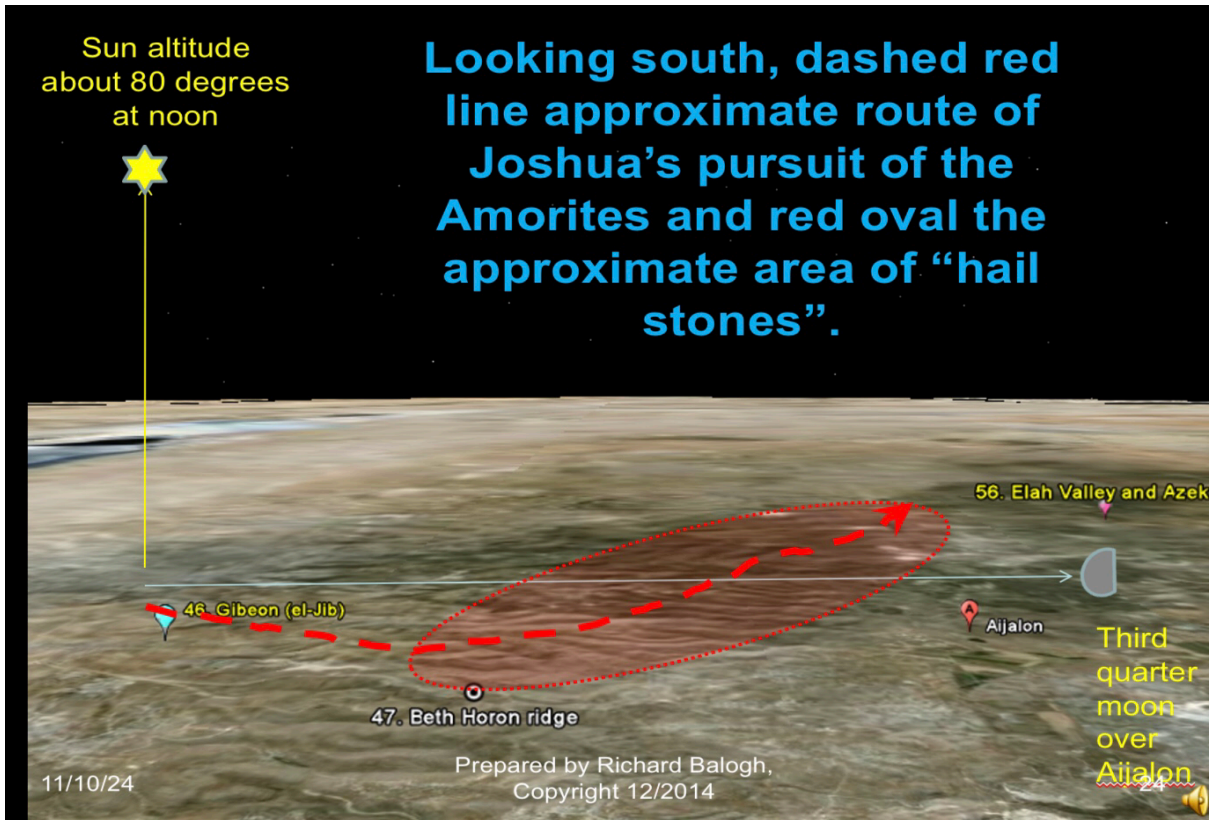 Sun altitude
about 80 degrees
at noon
Looking south, dashed red
line approximate route of
Joshua’s pursuit of the
Amorites and red oval the
approximate area of “hail
stones”.
56. Elah Valley and Azek
46. Gibeon (el-Jib)
A
Aijalon
47. Beth Horon ridge
Third
quarter
moon
over
Aijalon
11/10/24
Prepared by Richard Balogh,
Copyright 12/2014
24